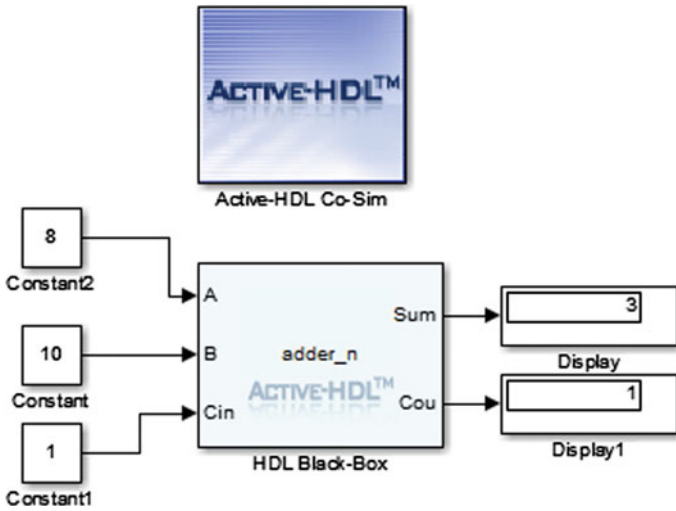 ACTIVE-HDL™
Active-HDL Co-Sim
8
Constant2
10
Constant
1
Constant1
A
B
Cin
adder_n
ACTIVE-HDL™
Sum
Cou
HDL Black-Box
3
Display
1
Display1